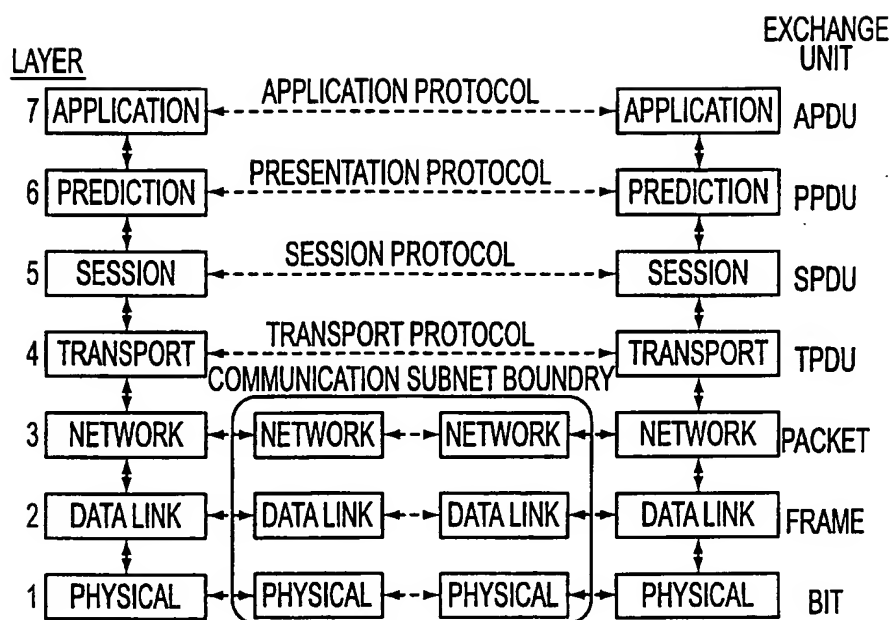 EXCHANGE
LAYER UNIT
7 APPLICATION APPLICATION PROTOCOL APPLICATION APDU
6 PREDICTION PRESENTATION PROTOCOL PREDICTION PPDU
5 SESSION SESSION PROTOCOL SESSION SPDU
4 TRANSPORT TRANSPORT PROTOCOL TRANSPORT TPDU
COMMUNICATION SUBNET BOUNDRY
3 NETWORK NETWORK NETWORK NETWORK PACKET
2 DATA LINK DATA LINK DATA LINK DATA LINK FRAME
1 PHYSICAL PHYSICAL PHYSICAL PHYSICAL BIT